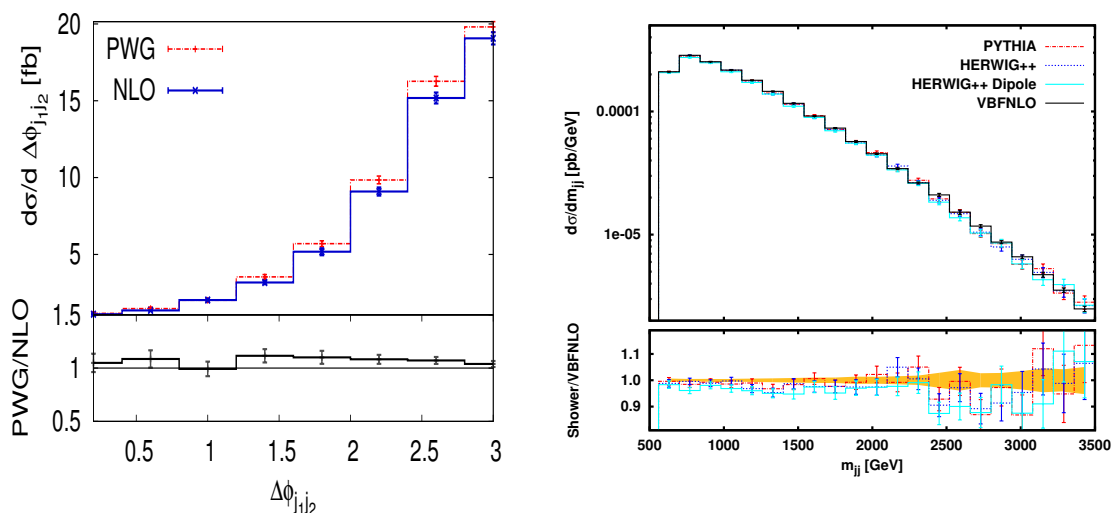 dσ/d Δϕj1j2 [fb]
20
15
10
5
PWG
NLO
PWG/NLO
1.5
1
0.5
0.5
1
1.5
2
2.5
3
Δϕj1j2
dσ/dmjj [pb/GeV]
0.0001
1e-05
PYTHIA
HERWIG++
HERWIG++ Dipole
VBFNLO
Shower/VBFNLO
1.1
1.0
0.9
500
1000
1500
2000
2500
3000
3500
mjj [GeV]